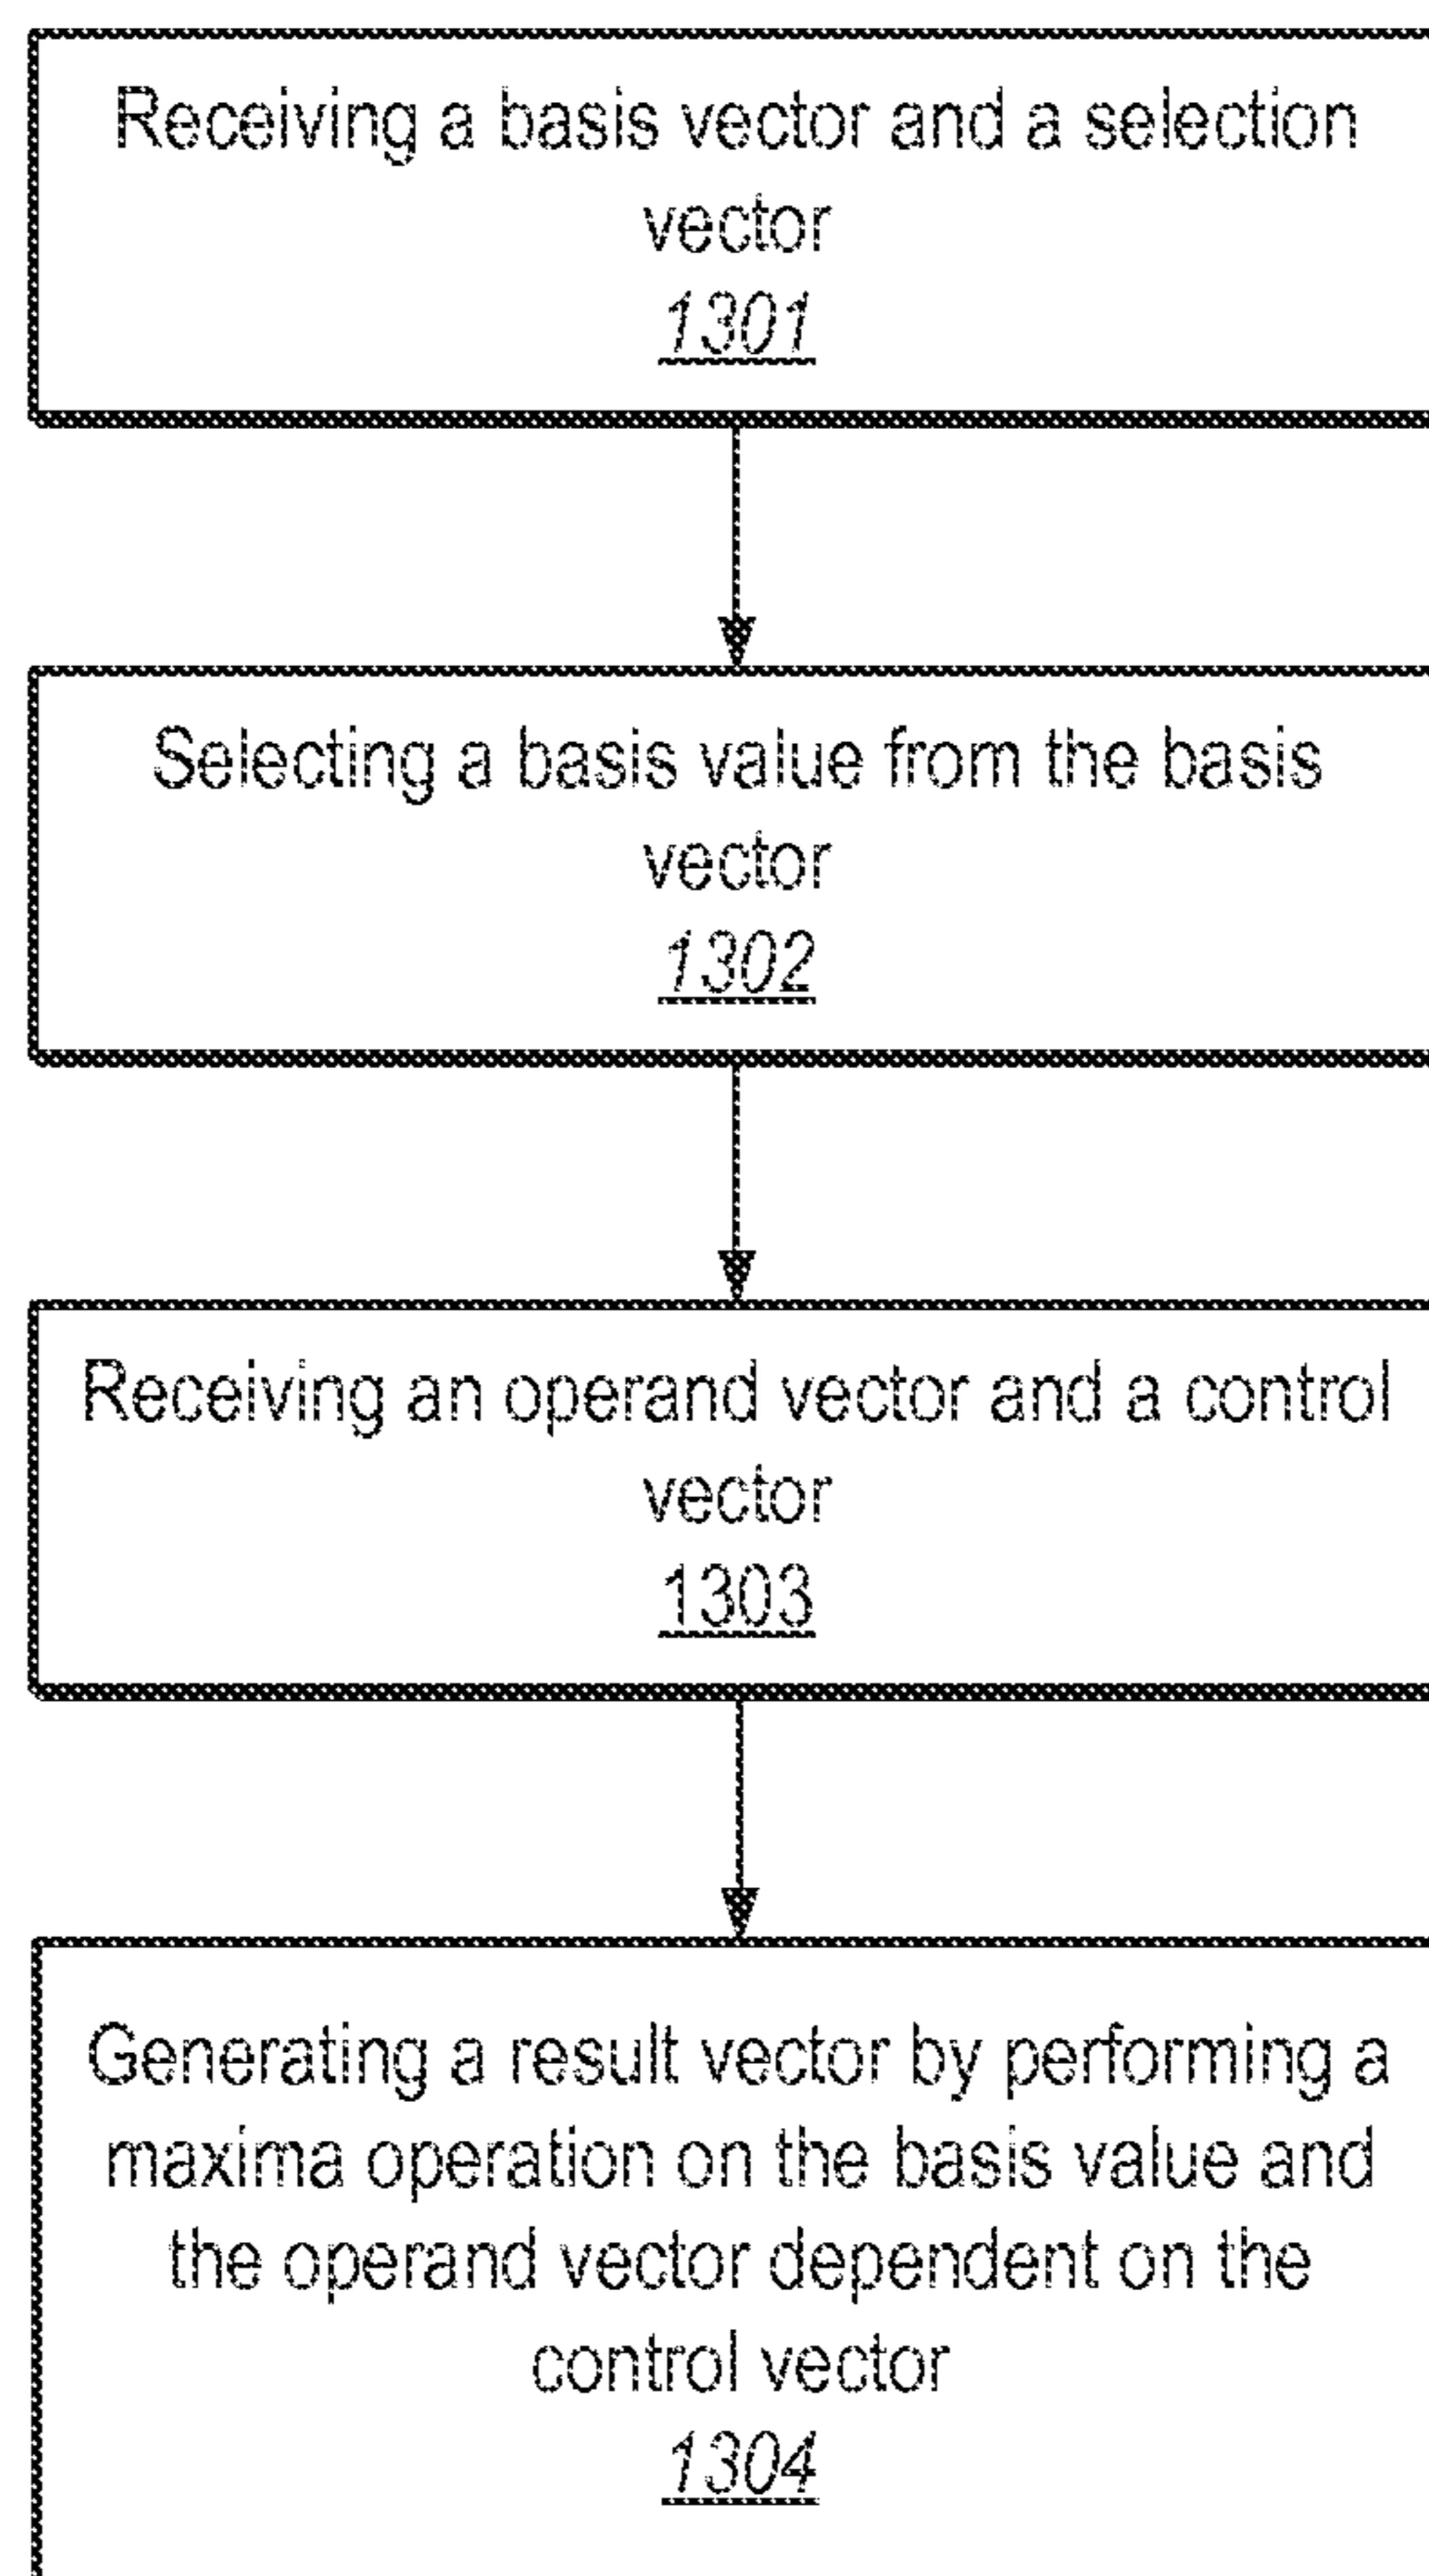 Receiving a basis vector and a selection
vector
1301
Selecting a basis value from the basis
vector
1302
Receiving an operand vector and a control
vector
1303
Generating a result vector by performing a
maxima operation on the basis value and
the operand vector dependent on the
control vector
1304